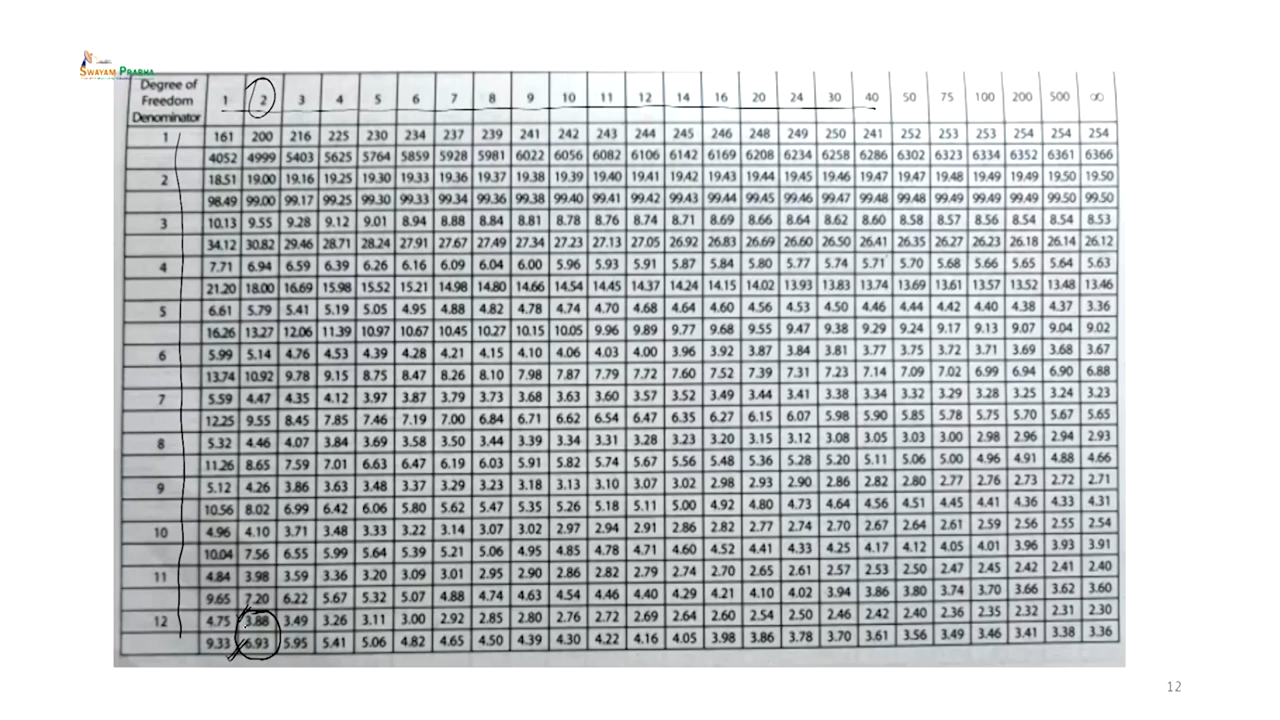 SWAYAM PRABHA
Degree of
Freedom
Denominator
1 2 3 4 5 6 7 8 9 10 11 12 14 16 20 24 30 40 50 75 100 200 500 ∞
1 161 200 216 225 230 234 237 239 241 242 243 244 245 246 248 249 250 241 252 253 253 254 254 254
4052 4999 5403 5625 5764 5859 5928 5981 6022 6056 6082 6106 6142 6169 6208 6234 6258 6286 6302 6323 6334 6352 6361 6366
2 18.51 19.00 19.16 19.25 19.30 19.33 19.36 19.37 19.38 19.39 19.40 19.41 19.42 19.43 19.44 19.45 19.46 19.47 19.47 19.48 19.49 19.49 19.50 19.50
98.49 99.00 99.17 99.25 99.30 99.33 99.34 99.36 99.38 99.40 99.41 99.42 99.43 99.44 99.45 99.46 99.47 99.48 99.48 99.49 99.49 99.49 99.50 99.50
3 10.13 9.55 9.28 9.12 9.01 8.94 8.88 8.84 8.81 8.78 8.76 8.74 8.71 8.69 8.66 8.64 8.62 8.60 8.58 8.57 8.56 8.54 8.54 8.53
34.12 30.82 29.46 28.71 28.24 27.91 27.67 27.49 27.34 27.23 27.13 27.05 26.92 26.83 26.69 26.60 26.50 26.41 26.35 26.27 26.23 26.18 26.14 26.12
4 7.71 6.94 6.59 6.39 6.26 6.16 6.09 6.04 6.00 5.96 5.93 5.91 5.87 5.84 5.80 5.77 5.74 5.71 5.70 5.68 5.66 5.65 5.64 5.63
21.20 18.00 16.69 15.98 15.52 15.21 14.98 14.80 14.66 14.54 14.45 14.37 14.24 14.15 14.02 13.93 13.83 13.74 13.69 13.61 13.57 13.52 13.48 13.46
5 6.61 5.79 5.41 5.19 5.05 4.95 4.88 4.82 4.78 4.74 4.70 4.68 4.64 4.60 4.56 4.53 4.50 4.46 4.44 4.42 4.40 4.38 4.37 3.36
16.26 13.27 12.06 11.39 10.97 10.67 10.45 10.27 10.15 10.05 9.96 9.89 9.77 9.68 9.55 9.47 9.38 9.29 9.24 9.17 9.13 9.07 9.04 9.02
6 5.99 5.14 4.76 4.53 4.39 4.28 4.21 4.15 4.10 4.06 4.03 4.00 3.96 3.92 3.87 3.84 3.81 3.77 3.75 3.72 3.71 3.69 3.68 3.67
13.74 10.92 9.78 9.15 8.75 8.47 8.26 8.10 7.98 7.87 7.79 7.72 7.60 7.52 7.39 7.31 7.23 7.14 7.09 7.02 6.99 6.94 6.90 6.88
7 5.59 4.47 4.35 4.12 3.97 3.87 3.79 3.73 3.68 3.63 3.60 3.57 3.52 3.49 3.44 3.41 3.38 3.34 3.32 3.29 3.28 3.25 3.24 3.23
12.25 9.55 8.45 7.85 7.46 7.19 7.00 6.84 6.71 6.62 6.54 6.47 6.35 6.27 6.15 6.07 5.98 5.90 5.85 5.78 5.75 5.70 5.67 5.65
8 5.32 4.46 4.07 3.84 3.69 3.58 3.50 3.44 3.39 3.34 3.31 3.28 3.23 3.20 3.15 3.12 3.08 3.05 3.03 3.00 2.98 2.96 2.94 2.93
11.26 8.65 7.59 7.01 6.63 6.47 6.19 6.03 5.91 5.82 5.74 5.67 5.56 5.48 5.36 5.28 5.20 5.11 5.06 5.00 4.96 4.91 4.88 4.66
9 5.12 4.26 3.86 3.63 3.48 3.37 3.29 3.23 3.18 3.13 3.10 3.07 3.02 2.98 2.93 2.90 2.86 2.82 2.80 2.77 2.76 2.73 2.72 2.71
10.56 8.02 6.99 6.42 6.06 5.80 5.62 5.47 5.35 5.26 5.18 5.11 5.00 4.92 4.80 4.73 4.64 4.56 4.51 4.45 4.41 4.36 4.33 4.31
10 4.96 4.10 3.71 3.48 3.33 3.22 3.14 3.07 3.02 2.97 2.94 2.91 2.86 2.82 2.77 2.74 2.70 2.67 2.64 2.61 2.59 2.56 2.55 2.54
10.04 7.56 6.55 5.99 5.64 5.39 5.21 5.06 4.95 4.85 4.78 4.71 4.60 4.52 4.41 4.33 4.25 4.17 4.12 4.05 4.01 3.96 3.93 3.91
11 4.84 3.98 3.59 3.36 3.20 3.09 3.01 2.95 2.90 2.86 2.82 2.79 2.74 2.70 2.65 2.61 2.57 2.53 2.50 2.47 2.45 2.42 2.41 2.40
9.65 7.20 6.22 5.67 5.32 5.07 4.88 4.74 4.63 4.54 4.46 4.40 4.29 4.21 4.10 4.02 3.94 3.86 3.80 3.74 3.70 3.66 3.62 3.60
12 4.75 3.88 3.49 3.26 3.11 3.00 2.92 2.85 2.80 2.76 2.72 2.69 2.64 2.60 2.54 2.50 2.46 2.42 2.40 2.36 2.35 2.32 2.31 2.30
9.33 6.93 5.95 5.41 5.06 4.82 4.65 4.50 4.39 4.30 4.22 4.16 4.05 3.98 3.86 3.78 3.70 3.61 3.56 3.49 3.46 3.41 3.38 3.36
12